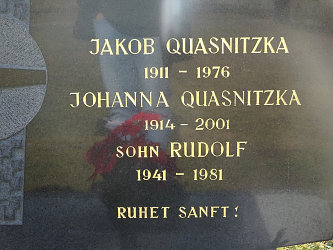 JAKOB QUASNITZKA
1911 – 1976
JOHANNA QUASNITZKA
1914 – 2001
SOHN RUDOLF
1941 – 1981
RUHET SANFT!